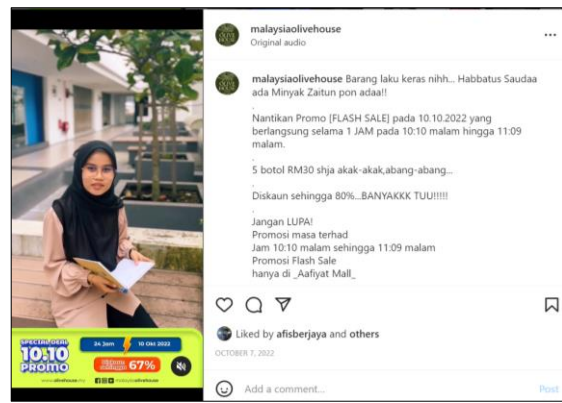 malaysiaolivehouse
Original audio
malaysiaolivehouse Barang laku keras nihh... Habbatus Saudaa
ada Minyak Zaitun pon adaa!!
.
Nantikan Promo [FLASH SALE] pada 10.10.2022 yang
berlangsung selama 1 JAM pada 10:10 malam hingga 11:09
malam.
.
5 botol RM30 shja akak-akak,abang-abang...
.
Diskaun sehingga 80%...BANYAKKK TUU!!!!!
.
Jangan LUPA!
Promosi masa terhad
Jam 10:10 malam sehingga 11:09 malam
Promosi Flash Sale
hanya di _Aafiyat Mall_
Liked by afisberjaya and others
OCTOBER 7, 2022
Add a comment...
Post
SPECIAL DEAL
10.10
PROMO
24 Jam
10 Okt 2022
67%